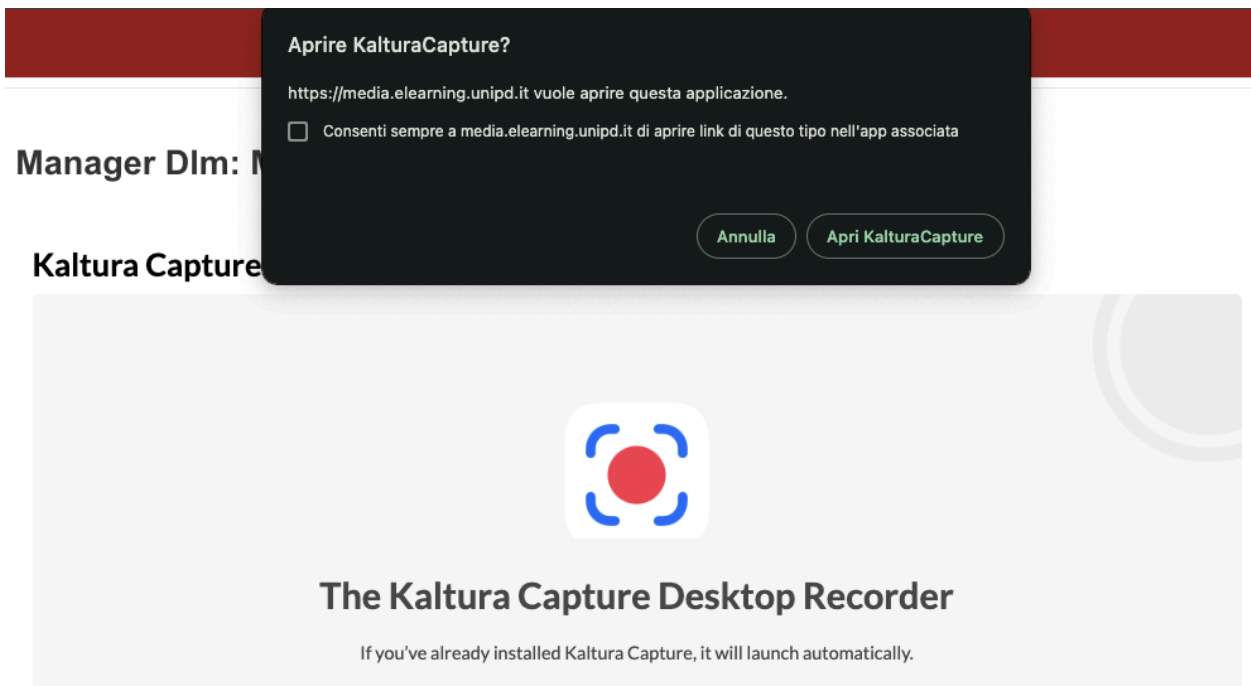 Aprire KalturaCapture?
https://media.elearning.unipd.it vuole aprire questa applicazione.
Consenti sempre a media.elearning.unipd.it di aprire link di questo tipo nell'app associata
Annulla
Apri KalturaCapture
Manager Dlm:
Kaltura Capture
The Kaltura Capture Desktop Recorder
If you've already installed Kaltura Capture, it will launch automatically.